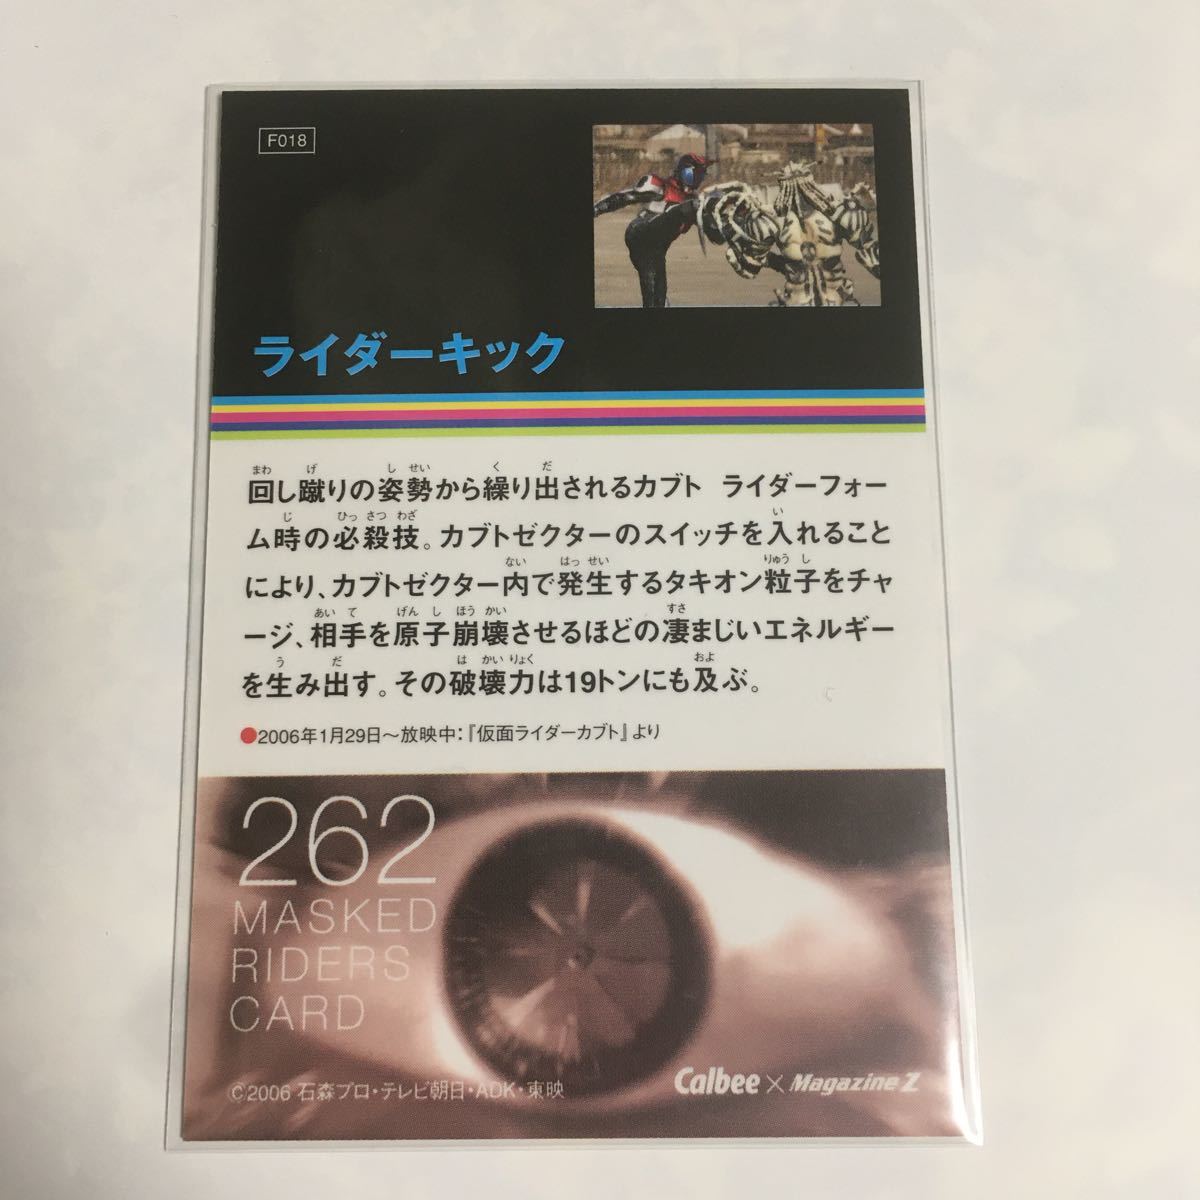 F018
ライダーキック
回し蹴りの姿勢から繰り出されるカブト ライダーフォー
ム時の必殺技。カブトゼクターのスイッチを入れること
により、カブトゼクター内で発生するタキオン粒子をチャ
ージ、相手を原子崩壊させるほどの凄まじいエネルギー
を生み出す。その破壊力は19トンにも及ぶ。
●2006年1月29日〜放映中:『仮面ライダーカブト』より
262
MASKED
RIDERS
CARD
©2006 石森プロ・テレビ朝日・ADK・東映
Calbee × Magazine Z